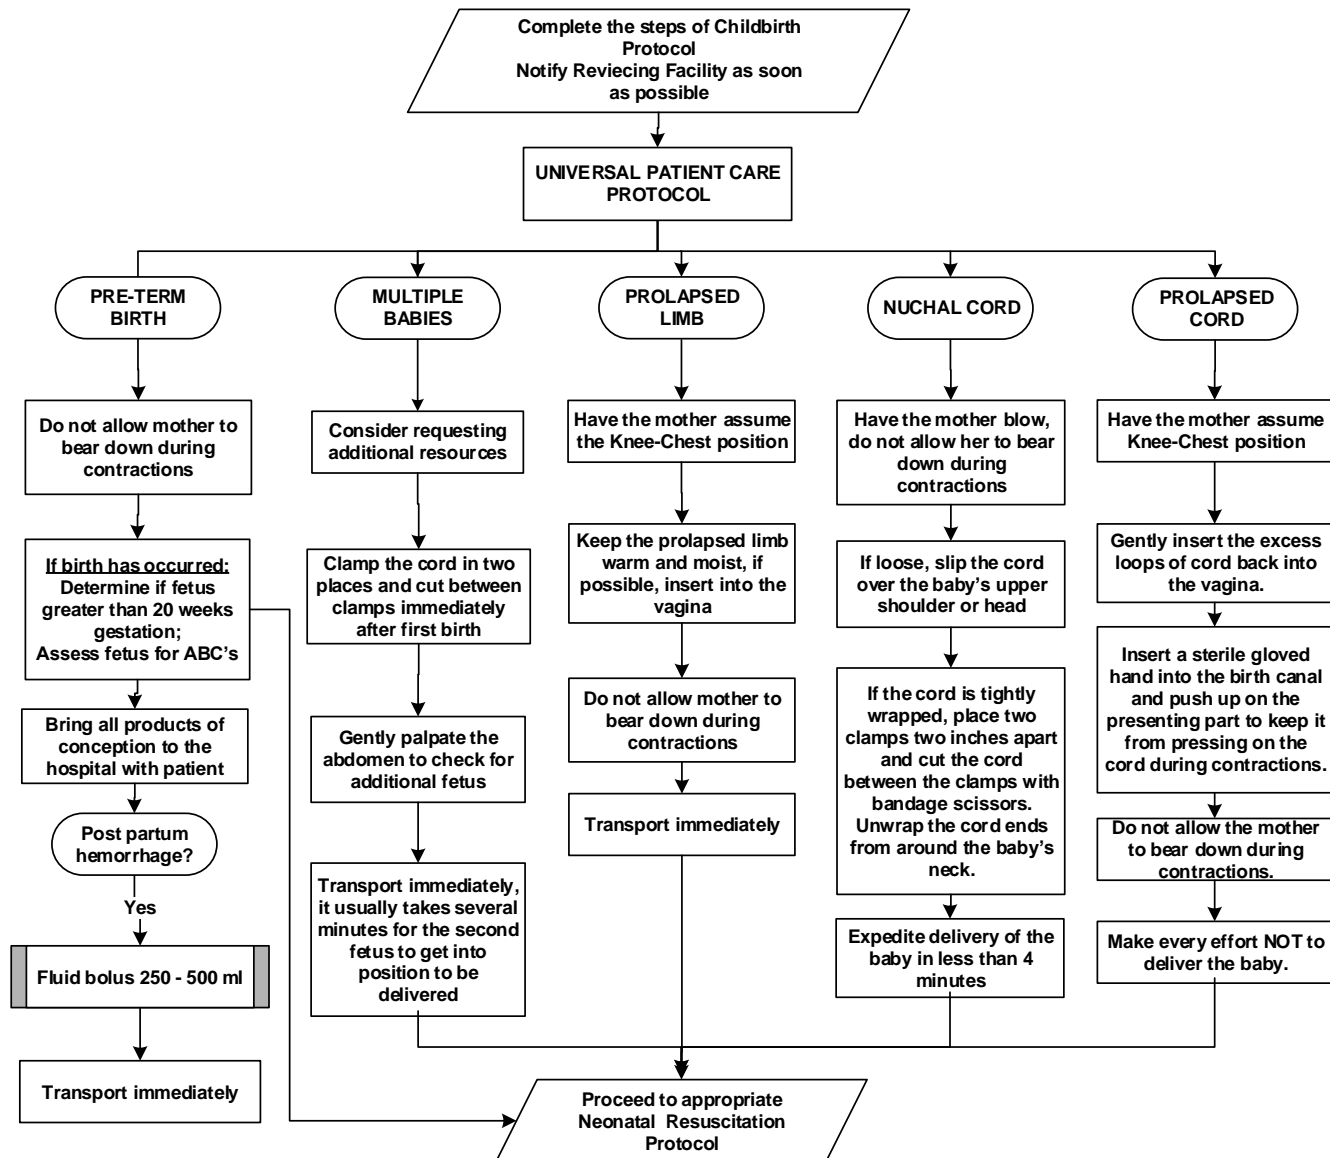 Complete the steps of Childbirth
Protocol
Notify Reviecing Facility as soon
as possible
UNIVERSAL PATIENT CARE
PROTOCOL
PRE-TERM
BIRTH
Do not allow mother to
bear down during
contractions
If birth has occurred:
Determine if fetus
greater than 20 weeks
gestation;
Assess fetus for ABC's
Bring all products of
conception to the
hospital with patient
Post partum
hemorrhage?
Yes
Fluid bolus 250 - 500 ml
Transport immediately
MULTIPLE
BABIES
Consider requesting
additional resources
Clamp the cord in two
places and cut between
clamps immediately
after first birth
Gently palpate the
abdomen to check for
additional fetus
Transport immediately,
it usually takes several
minutes for the second
fetus to get into
position to be
delivered
PROLAPSED
LIMB
Have the mother assume
the Knee-Chest position
Keep the prolapsed limb
warm and moist, if
possible, insert into the
vagina
Do not allow mother to
bear down during
contractions
Transport immediately
NUCHAL CORD
Have the mother blow,
do not allow her to bear
down during
contractions
If loose, slip the cord
over the baby's upper
shoulder or head
If the cord is tightly
wrapped, place two
clamps two inches apart
and cut the cord
between the clamps with
bandage scissors.
Unwrap the cord ends
from around the baby's
neck.
Expedite delivery of the
baby in less than 4
minutes
PROLAPSED
CORD
Have the mother assume
Knee-Chest position
Gently insert the excess
loops of cord back into
the vagina.
Insert a sterile gloved
hand into the birth canal
and push up on the
presenting part to keep it
from pressing on the
cord during contractions.
Do not allow the mother
to bear down during
contractions.
Make every effort NOT to
deliver the baby.
Proceed to appropriate
Neonatal Resuscitation
Protocol